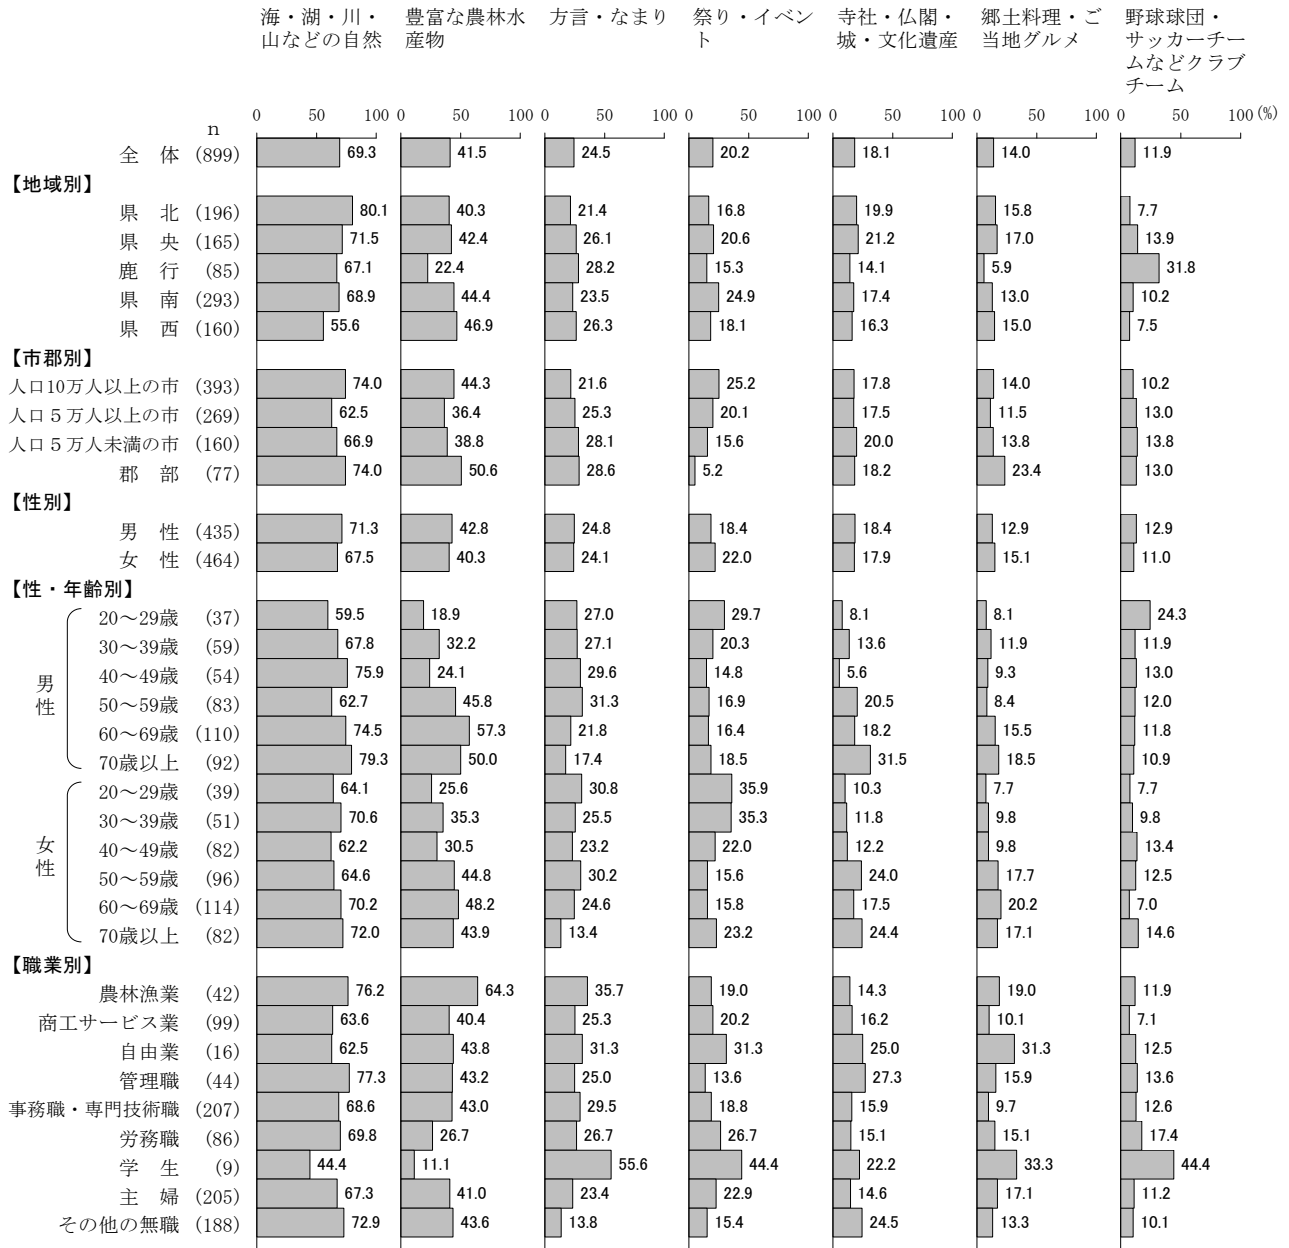 海・湖・川・ 豊富な農林水 方言・なまり 祭り・イベン 寺社・仏閣・ 郷土料理・ご 野球球団・
山などの自然 産物 ト 城・文化遺産 当地グルメ サッカーチー
ムなどクラブ
チーム
n 0 50 100 0 50 100 0 50 100 0 50 100 0 50 100 0 50 100 0 50 100 (%)
全 体 (899) 69.3 41.5 24.5 20.2 18.1 14.0 11.9
【地域別】
県 北 (196) 80.1 40.3 21.4 16.8 19.9 15.8 7.7
県 央 (165) 71.5 42.4 26.1 20.6 21.2 17.0 13.9
鹿 行 (85) 67.1 22.4 28.2 15.3 14.1 5.9 31.8
県 南 (293) 68.9 44.4 23.5 24.9 17.4 13.0 10.2
県 西 (160) 55.6 46.9 26.3 18.1 16.3 15.0 7.5
【市郡別】
人口10万人以上の市 (393) 74.0 44.3 21.6 25.2 17.8 14.0 10.2
人口５万人以上の市 (269) 62.5 36.4 25.3 20.1 17.5 11.5 13.0
人口５万人未満の市 (160) 66.9 38.8 28.1 15.6 20.0 13.8 13.8
郡 部 (77) 74.0 50.6 28.6 5.2 18.2 23.4 13.0
【性別】
男 性 (435) 71.3 42.8 24.8 18.4 18.4 12.9 12.9
女 性 (464) 67.5 40.3 24.1 22.0 17.9 15.1 11.0
【性・年齢別】
男性
20～29歳 (37) 59.5 18.9 27.0 29.7 8.1 8.1 24.3
30～39歳 (59) 67.8 32.2 27.1 20.3 13.6 11.9 11.9
40～49歳 (54) 75.9 24.1 29.6 14.8 5.6 9.3 13.0
50～59歳 (83) 62.7 45.8 31.3 16.9 20.5 8.4 12.0
60～69歳 (110) 74.5 57.3 21.8 16.4 18.2 15.5 11.8
70歳以上 (92) 79.3 50.0 17.4 18.5 31.5 18.5 10.9
女性
20～29歳 (39) 64.1 25.6 30.8 35.9 10.3 7.7 7.7
30～39歳 (51) 70.6 35.3 25.5 35.3 11.8 9.8 9.8
40～49歳 (82) 62.2 30.5 23.2 22.0 12.2 9.8 13.4
50～59歳 (96) 64.6 44.8 30.2 15.6 24.0 17.7 12.5
60～69歳 (114) 70.2 48.2 24.6 15.8 17.5 20.2 7.0
70歳以上 (82) 72.0 43.9 13.4 23.2 24.4 17.1 14.6
【職業別】
農林漁業 (42) 76.2 64.3 35.7 19.0 14.3 19.0 11.9
商工サービス業 (99) 63.6 40.4 25.3 20.2 16.2 10.1 7.1
自由業 (16) 62.5 43.8 31.3 31.3 25.0 31.3 12.5
管理職 (44) 77.3 43.2 25.0 13.6 27.3 15.9 13.6
事務職・専門技術職 (207) 68.6 43.0 29.5 18.8 15.9 9.7 12.6
労務職 (86) 69.8 26.7 26.7 26.7 15.1 15.1 17.4
学 生 (9) 44.4 11.1 55.6 44.4 22.2 33.3 44.4
主 婦 (205) 67.3 41.0 23.4 22.9 14.6 17.1 11.2
その他の無職 (188) 72.9 43.6 13.8 15.4 24.5 13.3 10.1